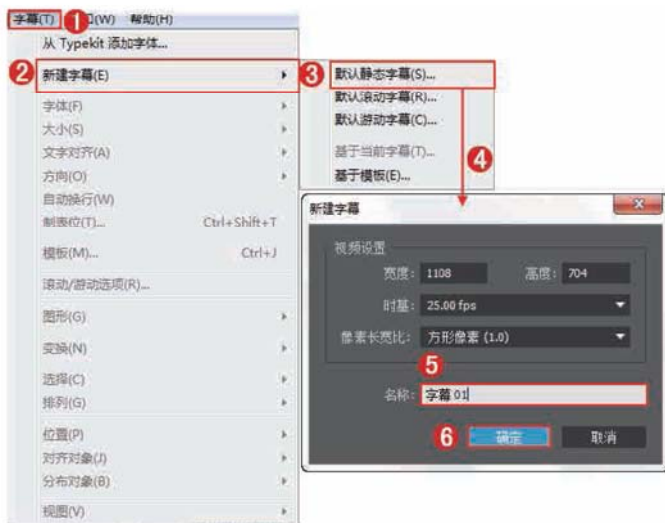 字幕(T) 1 (W) 帮助(H)
从 Typekit 添加字体...
2 新建字幕(E)
字体(F)
大小(S)
文字对齐(A)
方向(O)
自动换行(W)
制表位(T)... Ctrl+Shift+T
模板(M)... Ctrl+J
滚动/游动选项(R)...
图形(G)
变换(N)
选择(C)
排列(G)
位置(P)
对齐对象(J)
分布对象(B)
视图(V)
3 默认静态字幕(S)...
默认滚动字幕(R)...
默认游动字幕(C)...
基于当前字幕(T)...
基于模板(E)...
4
新建字幕
视频设置
宽度: 1108 高度: 704
时基: 25.00 fps
像素长宽比: 方形像素 (1.0)
5
名称: 字幕 01
6 确定 取消